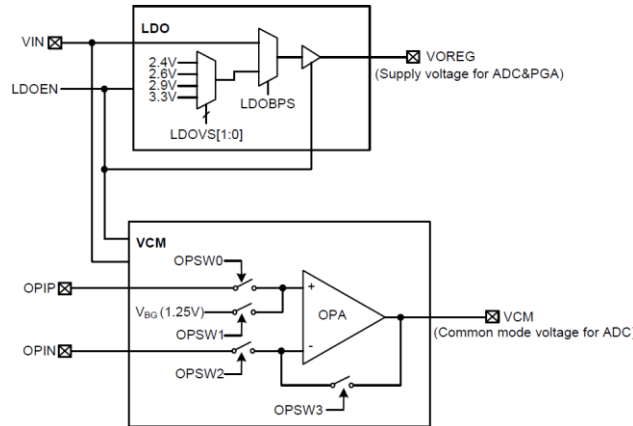 LDO
VIN
VOREG
(Supply voltage for ADC&PGA)
2.4V
2.6V
2.9V
3.3V
LDOEN
LDOBPS
LDOVS[1:0]
VCM
OPSW0
OPIP
+
VBG (1.25V)
OPA
VCM
(Common mode voltage for ADC)
OPSW1
OPIN
-
OPSW2
OPSW3